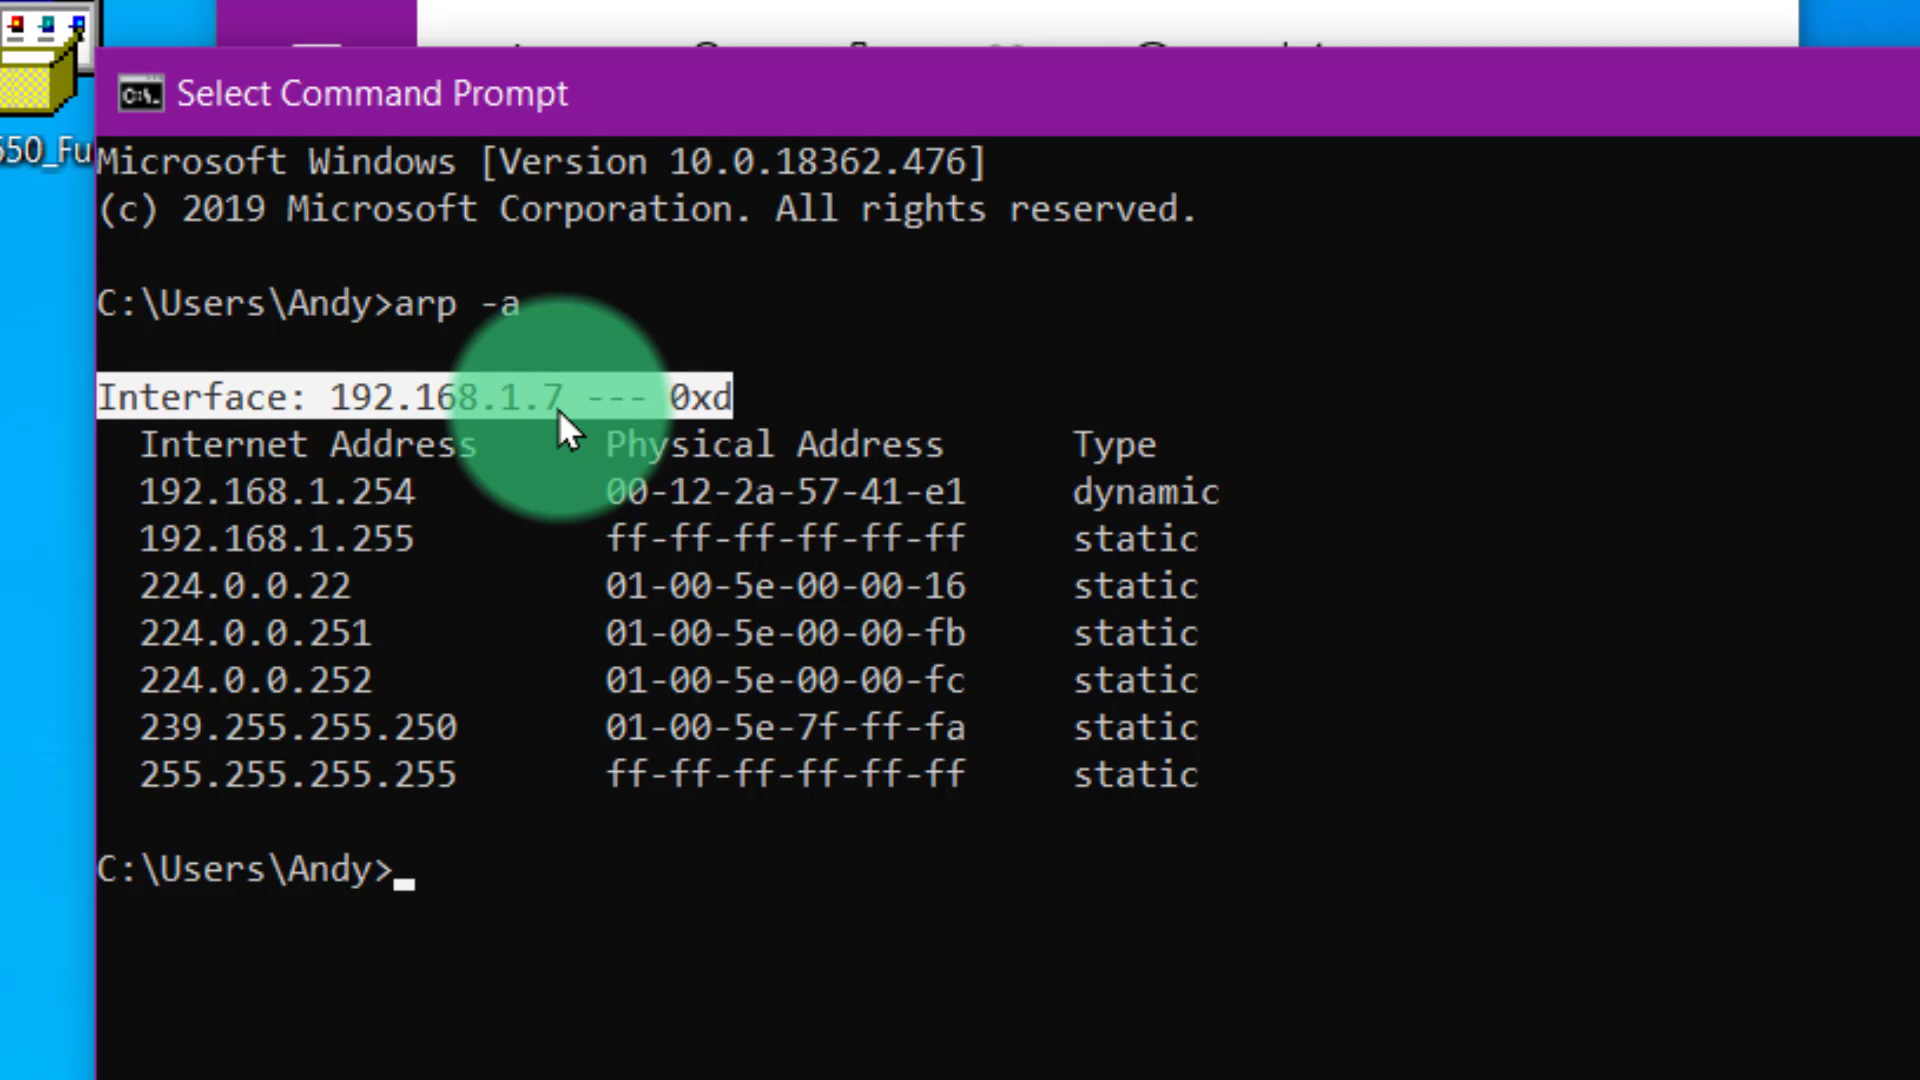 Select Command Prompt
550_Fu
Microsoft Windows [Version 10.0.18362.476]
(c) 2019 Microsoft Corporation. All rights reserved.
C:\Users\Andy>arp -a
Interface: 192.168.1.7 --- 0xd
Internet Address Physical Address Type
192.168.1.254 00-12-2a-57-41-e1 dynamic
192.168.1.255 ff-ff-ff-ff-ff-ff static
224.0.0.22 01-00-5e-00-00-16 static
224.0.0.251 01-00-5e-00-00-fb static
224.0.0.252 01-00-5e-00-00-fc static
239.255.255.250 01-00-5e-7f-ff-fa static
255.255.255.255 ff-ff-ff-ff-ff-ff static
C:\Users\Andy>